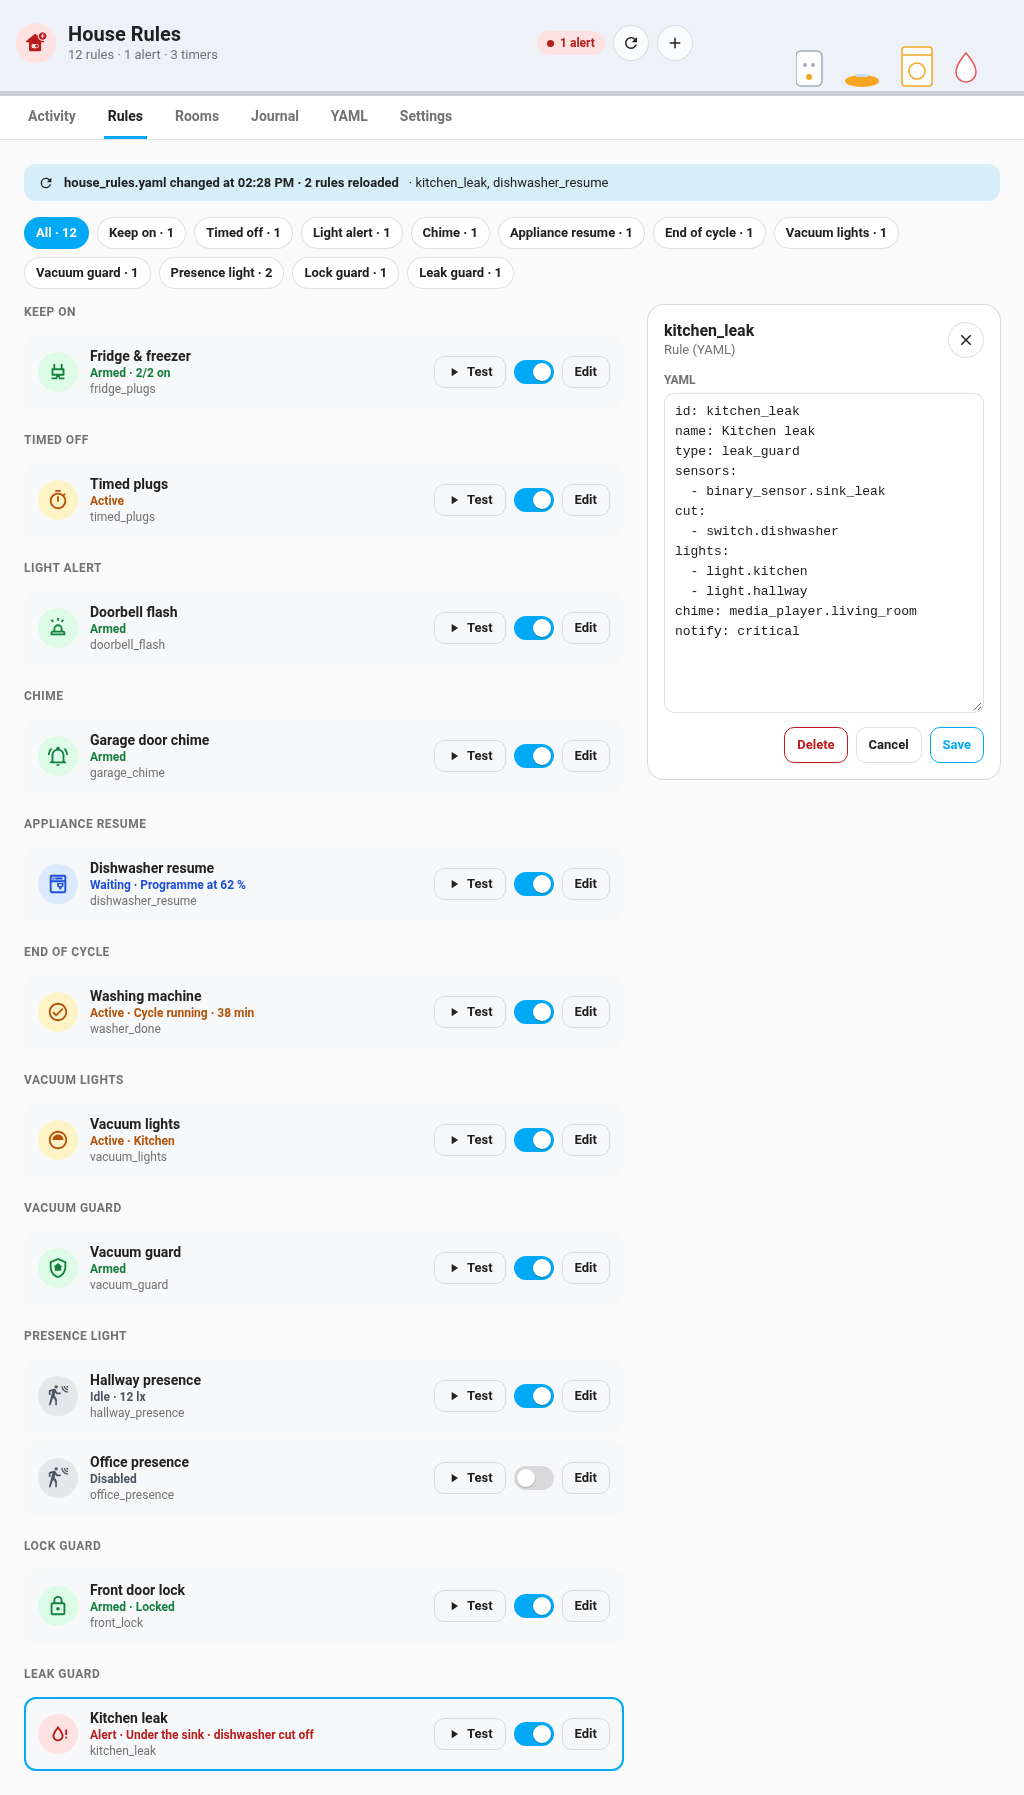 House Rules
12 rules · 1 alert · 3 timers
1 alert
Activity
Rules
Rooms
Journal
YAML
Settings
house_rules.yaml changed at 02:28 PM · 2 rules reloaded · kitchen_leak, dishwasher_resume
All · 12
Keep on · 1
Timed off · 1
Light alert · 1
Chime · 1
Appliance resume · 1
End of cycle · 1
Vacuum lights · 1
Vacuum guard · 1
Presence light · 2
Lock guard · 1
Leak guard · 1
KEEP ON
Fridge & freezer
Armed · 2/2 on
fridge_plugs
Test
Edit
TIMED OFF
Timed plugs
Active
timed_plugs
Test
Edit
LIGHT ALERT
Doorbell flash
Armed
doorbell_flash
Test
Edit
CHIME
Garage door chime
Armed
garage_chime
Test
Edit
APPLIANCE RESUME
Dishwasher resume
Waiting · Programme at 62 %
dishwasher_resume
Test
Edit
END OF CYCLE
Washing machine
Active · Cycle running · 38 min
washer_done
Test
Edit
VACUUM LIGHTS
Vacuum lights
Active · Kitchen
vacuum_lights
Test
Edit
VACUUM GUARD
Vacuum guard
Armed
vacuum_guard
Test
Edit
PRESENCE LIGHT
Hallway presence
Idle · 12 lx
hallway_presence
Test
Edit
Office presence
Disabled
office_presence
Test
Edit
LOCK GUARD
Front door lock
Armed · Locked
front_lock
Test
Edit
LEAK GUARD
Kitchen leak
Alert · Under the sink · dishwasher cut off
kitchen_leak
Test
Edit
kitchen_leak
Rule (YAML)
YAML
id: kitchen_leak
name: Kitchen leak
type: leak_guard
sensors:
  - binary_sensor.sink_leak
cut:
  - switch.dishwasher
lights:
  - light.kitchen
  - light.hallway
chime: media_player.living_room
notify: critical
Delete
Cancel
Save